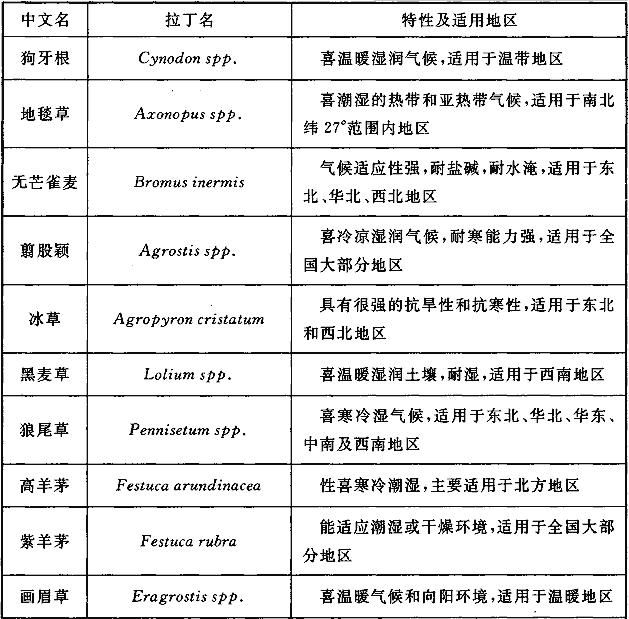 中文名 拉丁名 特性及适用地区
狗牙根 Cynodon spp. 喜温暖湿润气候,适用于温带地区
地毯草 Axonopus spp. 喜潮湿的热带和亚热带气候,适用于南北
纬27°范围内地区
无芒雀麦 Bromus inermis 气候适应性强,耐盐碱,耐水淹,适用于东
北、华北、西北地区
翦股颖 Agrostis spp. 喜冷凉湿润气候,耐寒能力强,适用于全
国大部分地区
冰草 Agropyron cristatum 具有很强的抗旱性和抗寒性,适用于东北
和西北地区
黑麦草 Lolium spp. 喜温暖湿润土壤,耐湿,适用于西南地区
狼尾草 Pennisetum spp. 喜寒冷湿气候,适用于东北、华北、华东、
中南及西南地区
高羊茅 Festuca arundinacea 性喜寒冷潮湿,主要适用于北方地区
紫羊茅 Festuca rubra 能适应潮湿或干燥环境,适用于全国大部
分地区
画眉草 Eragrostis spp. 喜温暖气候和向阳环境,适用于温暖地区